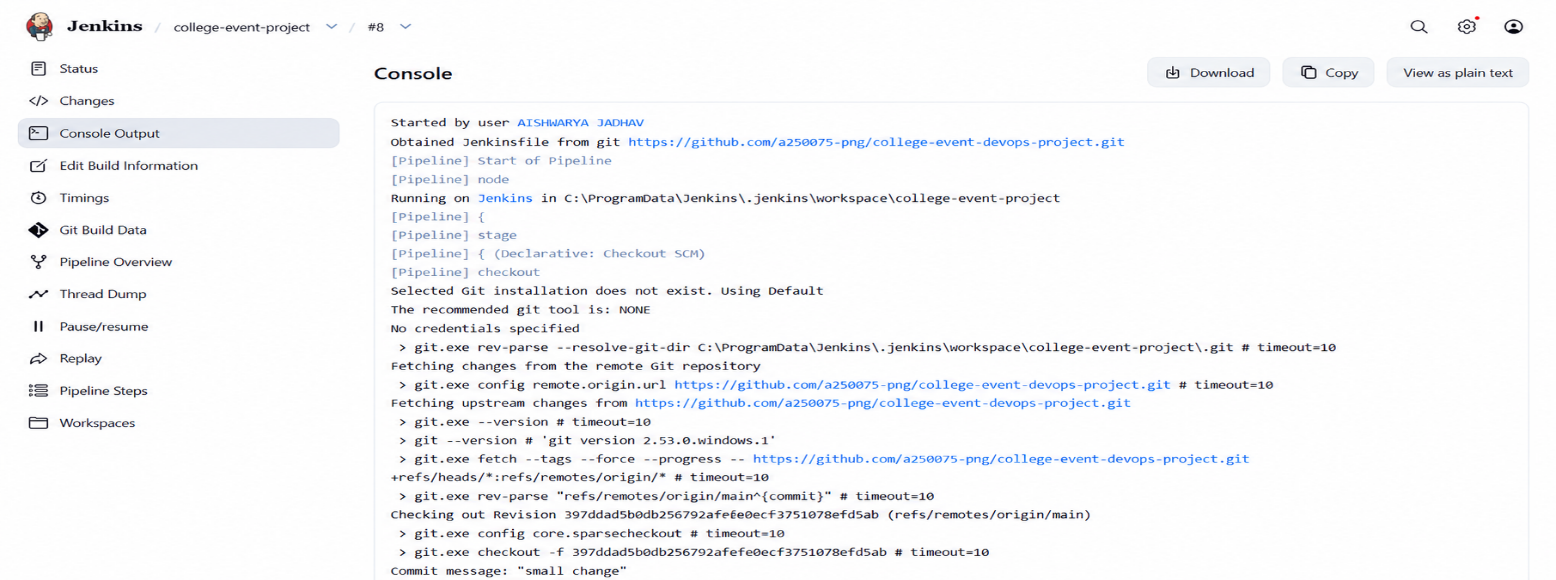 Jenkins / college-event-project / #8
Status
Changes
Console Output
Edit Build Information
Timings
Git Build Data
Pipeline Overview
Thread Dump
Pause/resume
Replay
Pipeline Steps
Workspaces
Console
Download
Copy
View as plain text
Started by user AISHWARYA JADHAV
Obtained Jenkinsfile from git https://github.com/a250075-png/college-event-devops-project.git
[Pipeline] Start of Pipeline
[Pipeline] node
Running on Jenkins in C:\ProgramData\Jenkins\.jenkins\workspace\college-event-project
[Pipeline] {
[Pipeline] stage
[Pipeline] { (Declarative: Checkout SCM)
[Pipeline] checkout
Selected Git installation does not exist. Using Default
The recommended git tool is: NONE
No credentials specified
> git.exe rev-parse --resolve-git-dir C:\ProgramData\Jenkins\.jenkins\workspace\college-event-project\.git # timeout=10
Fetching changes from the remote Git repository
> git.exe config remote.origin.url https://github.com/a250075-png/college-event-devops-project.git # timeout=10
Fetching upstream changes from https://github.com/a250075-png/college-event-devops-project.git
> git.exe --version # timeout=10
> git --version # 'git version 2.53.0.windows.1'
> git.exe fetch --tags --force --progress -- https://github.com/a250075-png/college-event-devops-project.git
+refs/heads/*:refs/remotes/origin/* # timeout=10
> git.exe rev-parse "refs/remotes/origin/main^{commit}" # timeout=10
Checking out Revision 397ddad5b0db256792afefe0ecf3751078efd5ab (refs/remotes/origin/main)
> git.exe config core.sparsecheckout # timeout=10
> git.exe checkout -f 397ddad5b0db256792afefe0ecf3751078efd5ab # timeout=10
Commit message: "small change"